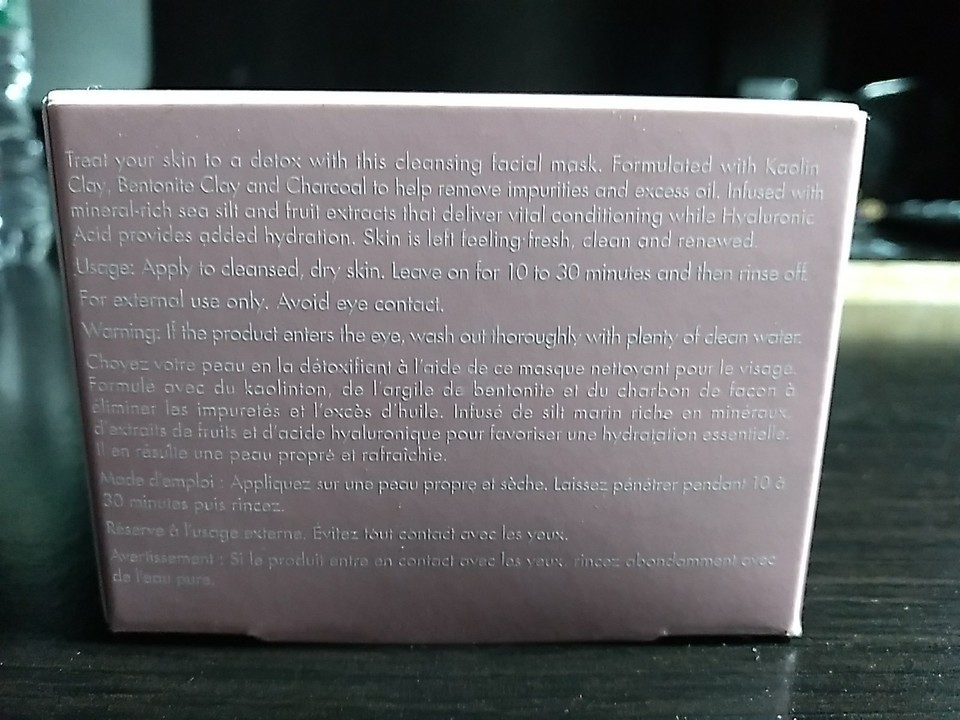 Treat your skin to a detox with this cleansing facial mask. Formulated with Kaolin
Clay, Bentonite Clay and Charcoal to help remove impurities and excess oil. Infused with
mineral-rich sea silt and fruit extracts that deliver vital conditioning while Hyaluronic
Acid provides added hydration. Skin is left feeling fresh, clean and renewed.
Usage: Apply to cleansed, dry skin. Leave on for 10 to 30 minutes and then rinse off.
For external use only. Avoid eye contact.
Warning: If the product enters the eye, wash out thoroughly with plenty of clean water.
Choyez votre peau en la détoxifiant à l'aide de ce masque nettoyant pour le visage.
Formulé avec du kaolinton, de l'argile de bentonite et du charbon de façon à
éliminer les impuretés et l'excès d'huile. Infusé de silt marin riche en minéraux,
d'extraits de fruits et d'acide hyaluronique pour favoriser une hydratation essentielle.
Il en résulte une peau propre et rafraîchie.
Mode d'emploi : Appliquez sur une peau propre et sèche. Laissez pénétrer pendant 10 à
30 minutes puis rincez.
Réservé à l'usage externe. Évitez tout contact avec les yeux.
Avertissement : Si le produit entre en contact avec les yeux, rincez abondamment avec
de l'eau pure.